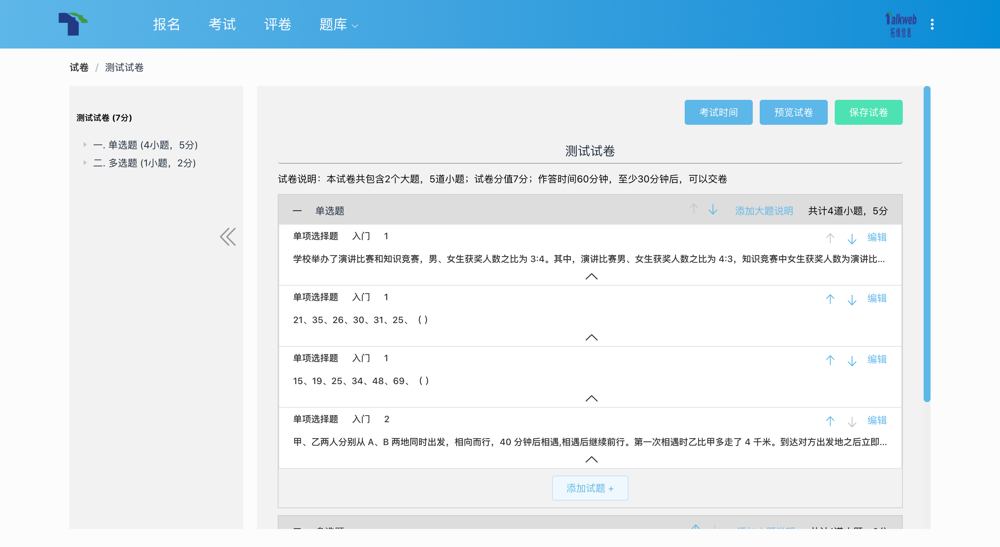 报名 考试 评卷 题库
Talkweb
拓维信息
试卷 / 测试试卷
测试试卷 (7分)
一. 单选题 (4小题，5分)
二. 多选题 (1小题，2分)
考试时间 预览试卷 保存试卷
测试试卷
试卷说明：本试卷共包含2个大题，5道小题；试卷分值7分；作答时间60分钟，至少30分钟后，可以交卷
一 单选题 添加大题说明 共计4道小题，5分
单项选择题 入门 1 编辑
学校举办了演讲比赛和知识竞赛，男、女生获奖人数之比为 3:4。其中，演讲比赛男、女生获奖人数之比为 4:3，知识竞赛中女生获奖人数为演讲比...
单项选择题 入门 1 编辑
21、35、26、30、31、25、（ ）
单项选择题 入门 1 编辑
15、19、25、34、48、69、（ ）
单项选择题 入门 2 编辑
甲、乙两人分别从 A、B 两地同时出发，相向而行，40 分钟后相遇,相遇后继续前行。第一次相遇时乙比甲多走了 4 千米。到达对方出发地之后立即...
添加试题 +